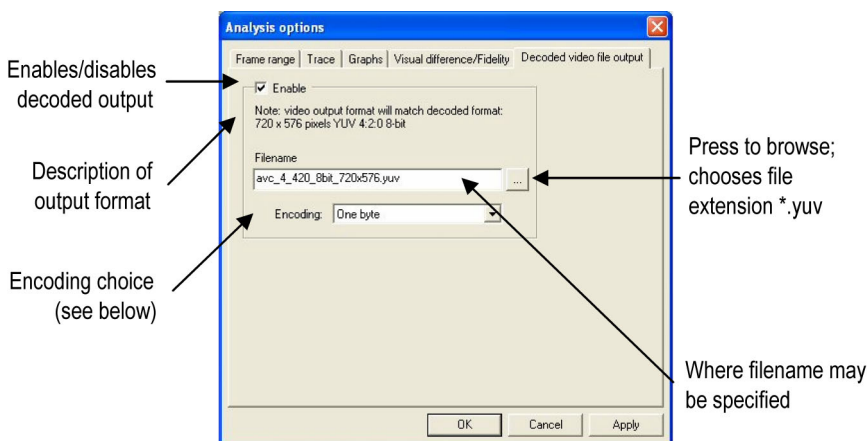 Analysis options
Frame range Trace Graphs Visual difference/Fidelity Decoded video file output
Enables/disables
decoded output
Enable
Note: video output format will match decoded format:
720 x 576 pixels YUV 4:2:0 8-bit
Description of
output format
Filename
avc_4_420_8bit_720x576.yuv
...
Press to browse;
chooses file
extension *.yuv
Encoding: One byte
Encoding choice
(see below)
Where filename may
be specified
OK Cancel Apply